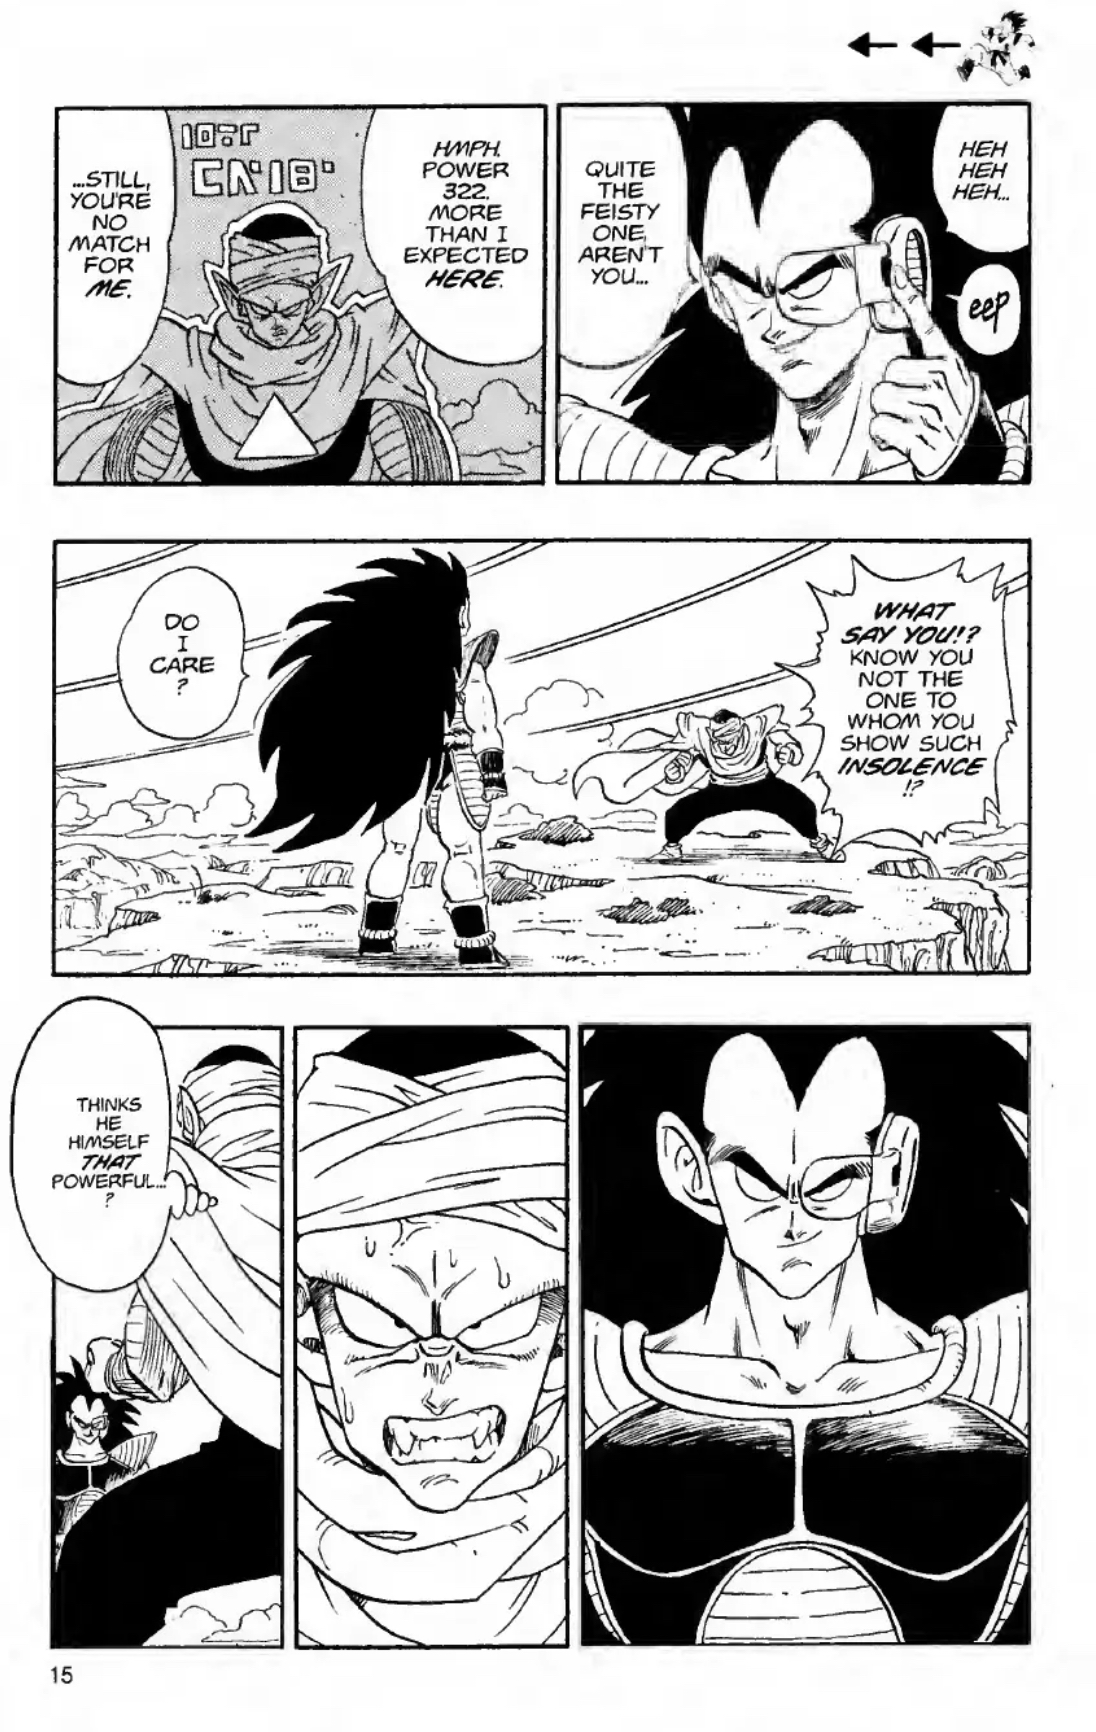 HEH
HEH
HEH...
QUITE
THE
FEISTY
ONE,
AREN'T
YOU...
eep
HMPH.
POWER
322.
MORE
THAN I
EXPECTED
HERE.
...STILL,
YOU'RE
NO
MATCH
FOR
ME.
WHAT
SAY YOU!?
KNOW YOU
NOT THE
ONE TO
WHOM YOU
SHOW SUCH
INSOLENCE
!?
DO
I
CARE
?
THINKS
HE
HIMSELF
THAT
POWERFUL...
?
15